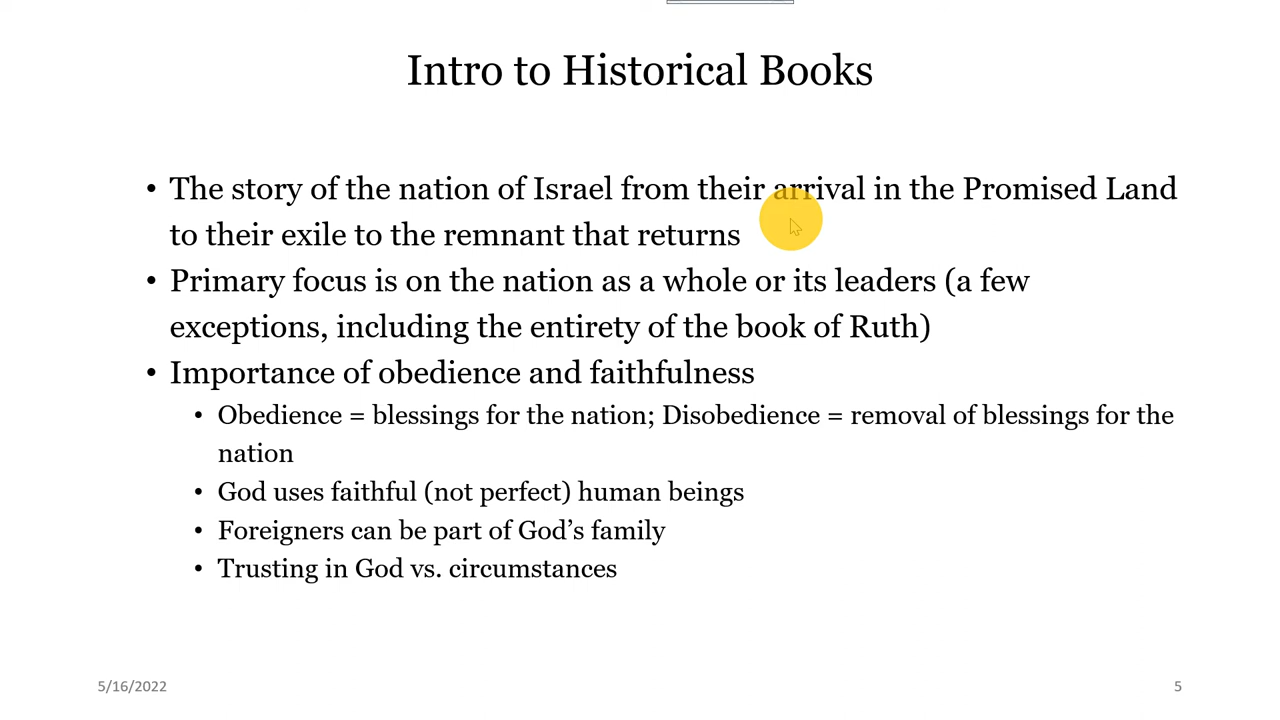 Intro to Historical Books
• The story of the nation of Israel from their arrival in the Promised Land
to their exile to the remnant that returns
• Primary focus is on the nation as a whole or its leaders (a few
exceptions, including the entirety of the book of Ruth)
• Importance of obedience and faithfulness
• Obedience = blessings for the nation; Disobedience = removal of blessings for the
nation
• God uses faithful (not perfect) human beings
• Foreigners can be part of God’s family
• Trusting in God vs. circumstances
5/16/2022
5